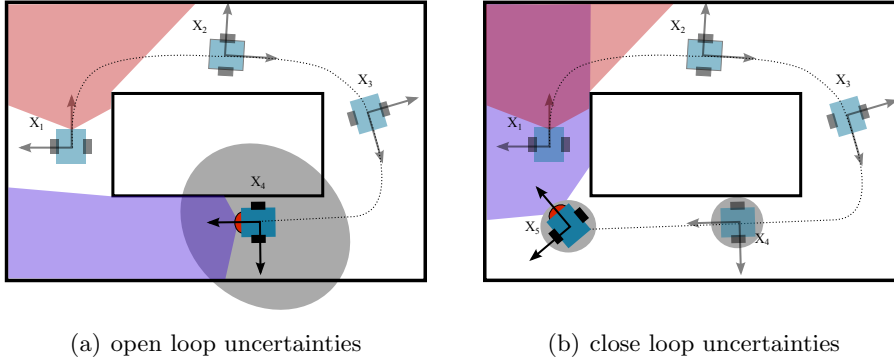 X2
X3
X1
X4
(a) open loop uncertainties
X2
X3
X1
X5
X4
(b) close loop uncertainties